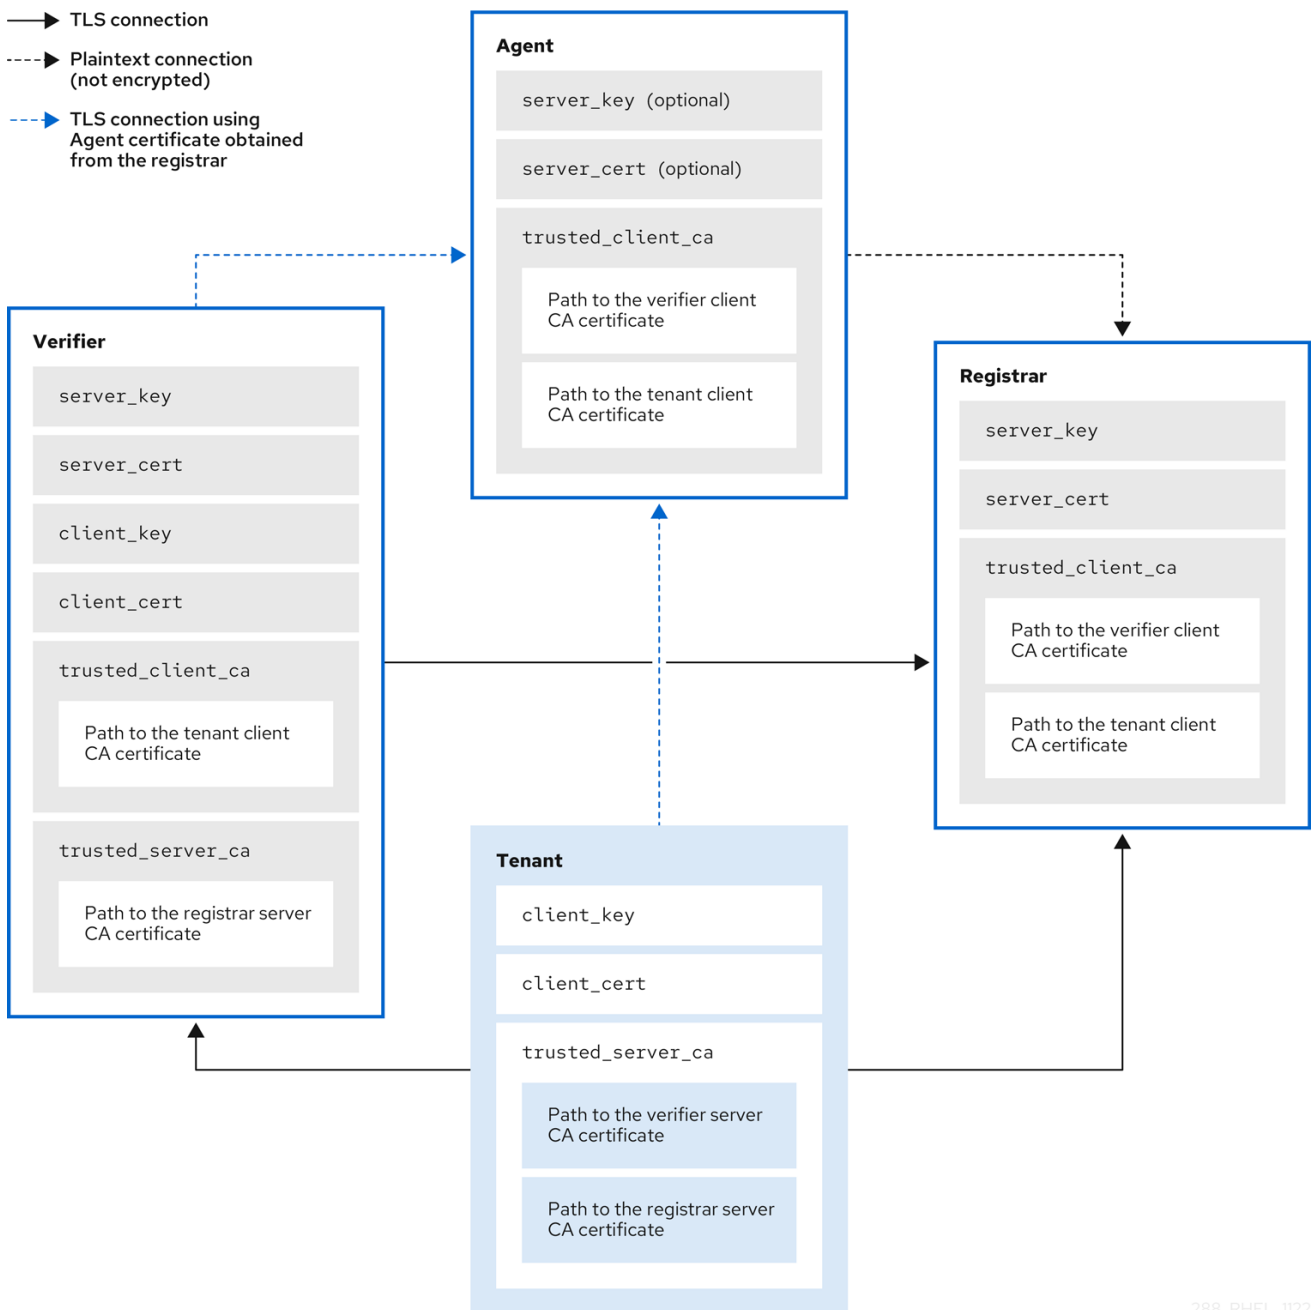 TLS connection
Plaintext connection
(not encrypted)
TLS connection using
Agent certificate obtained
from the registrar
Agent
server_key (optional)
server_cert (optional)
trusted_client_ca
Path to the verifier client
CA certificate
Path to the tenant client
CA certificate
Verifier
server_key
server_cert
client_key
client_cert
trusted_client_ca
Path to the tenant client
CA certificate
trusted_server_ca
Path to the registrar server
CA certificate
Registrar
server_key
server_cert
trusted_client_ca
Path to the verifier client
CA certificate
Path to the tenant client
CA certificate
Tenant
client_key
client_cert
trusted_server_ca
Path to the verifier server
CA certificate
Path to the registrar server
CA certificate